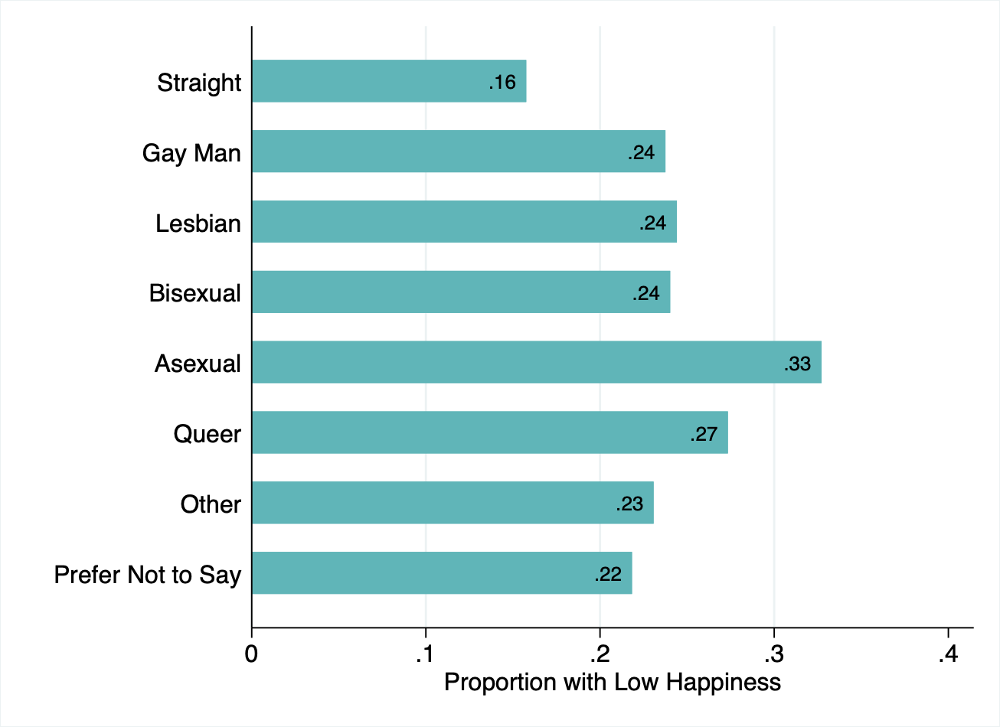 Straight .16
Gay Man .24
Lesbian .24
Bisexual .24
Asexual .33
Queer .27
Other .23
Prefer Not to Say .22
0 .1 .2 .3 .4
Proportion with Low Happiness